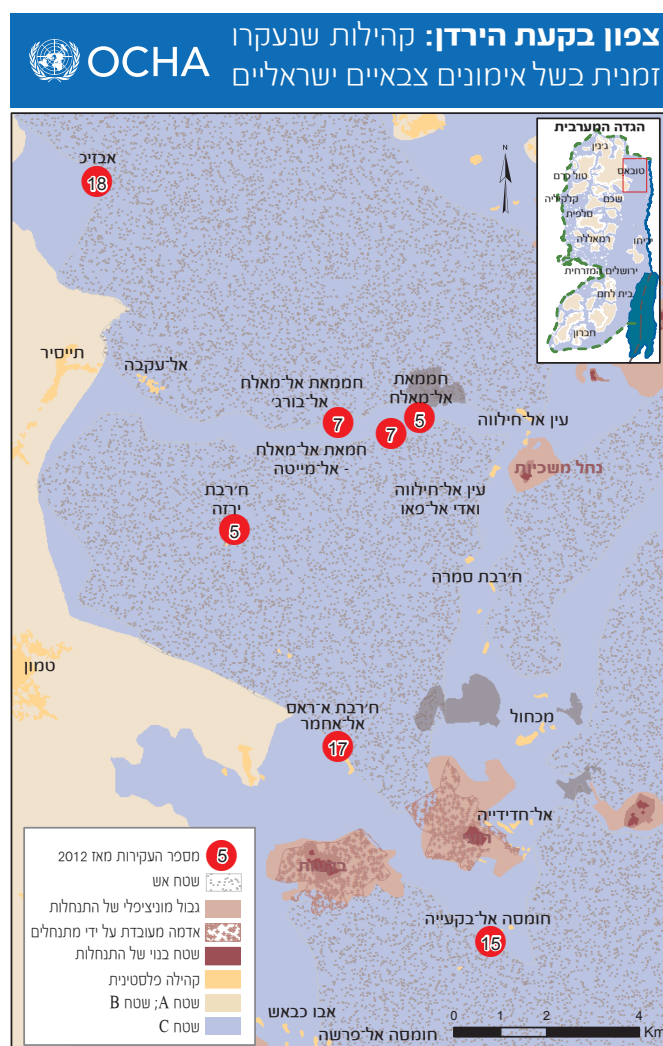 צפון בקעת הירדן: קהילות שנעקרו
זמנית בשל אימונים צבאיים ישראליים
OCHA
הגדה המערבית
ג'נין
טובאס
טול כרם
שכם
קלקיליה
סלפית
רמאללה
יריחו
ירושלים המזרחית
בית לחם
חברון
N
אבזיכ
18
תייסיר
אל־עקבה
חממאת אל־מאלח
אל־בורג'
7
חממאת
אל־מאלח
5
7
עין אל־חילווה
נחל משכיות
חמאת אל־מאלח
- אל־מייטה
עין אל־חילווה
ואדי אל־פאו
ח'רבת
ירזה
5
ח'רבת סמרה
טמון
ח'רבת א־ראס
אל־אחמר
17
מכחול
אל־חדידייה
חומסה אל־בקעייה
15
אבו כבאש
חומסה אל־פרשה
5 מספר העקירות מאז 2012
שטח אש
גבול מוניציפלי של התנחלות
אדמה מעובדת על ידי מתנחלים
שטח בנוי של התנחלות
קהילה פלסטינית
שטח A; שטח B
שטח C
0 2 4
Km